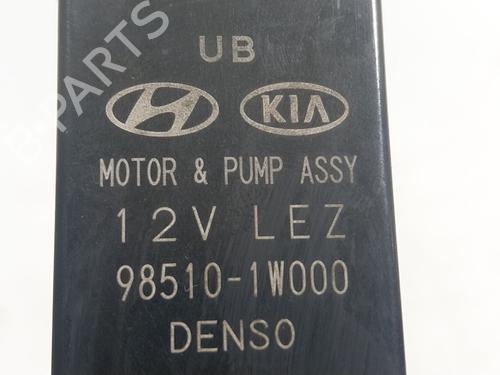 UB
KIA
MOTOR & PUMP ASSY
12V LEZ
98510-1W000
DENSO
B-PARTS